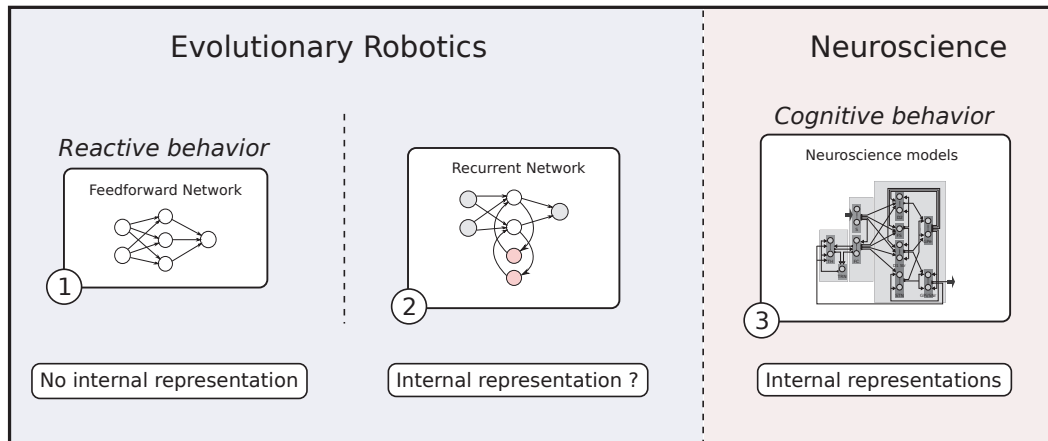 Evolutionary Robotics
Neuroscience
Reactive behavior
Cognitive behavior
Feedforward Network
Recurrent Network
Neuroscience models
1
2
3
No internal representation
Internal representation ?
Internal representations